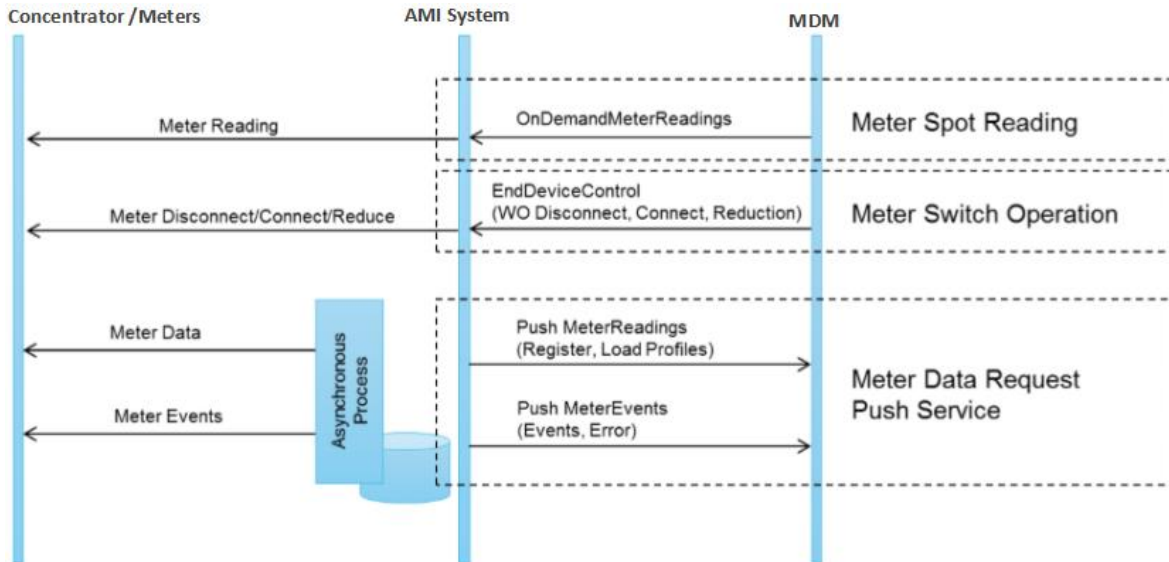 Concentrator/Meters
AMI System
MDM
Meter Reading
OnDemandMeterReadings
Meter Spot Reading
Meter Disconnect/Connect/Reduce
EndDeviceControl
(WO Disconnect, Connect, Reduction)
Meter Switch Operation
Meter Data
Meter Events
Asynchronous
Process
Push MeterReadings
(Register, Load Profiles)
Push MeterEvents
(Events, Error)
Meter Data Request
Push Service